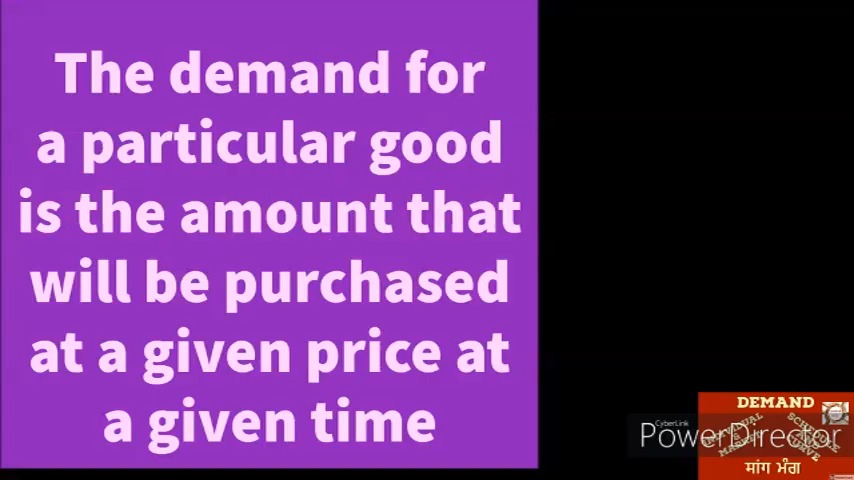 The demand for
a particular good
is the amount that
will be purchased
at a given price at
a given time
DEMAND
CyberLink
PowerDirector
ਸਾਂਗ ਮੰਗ